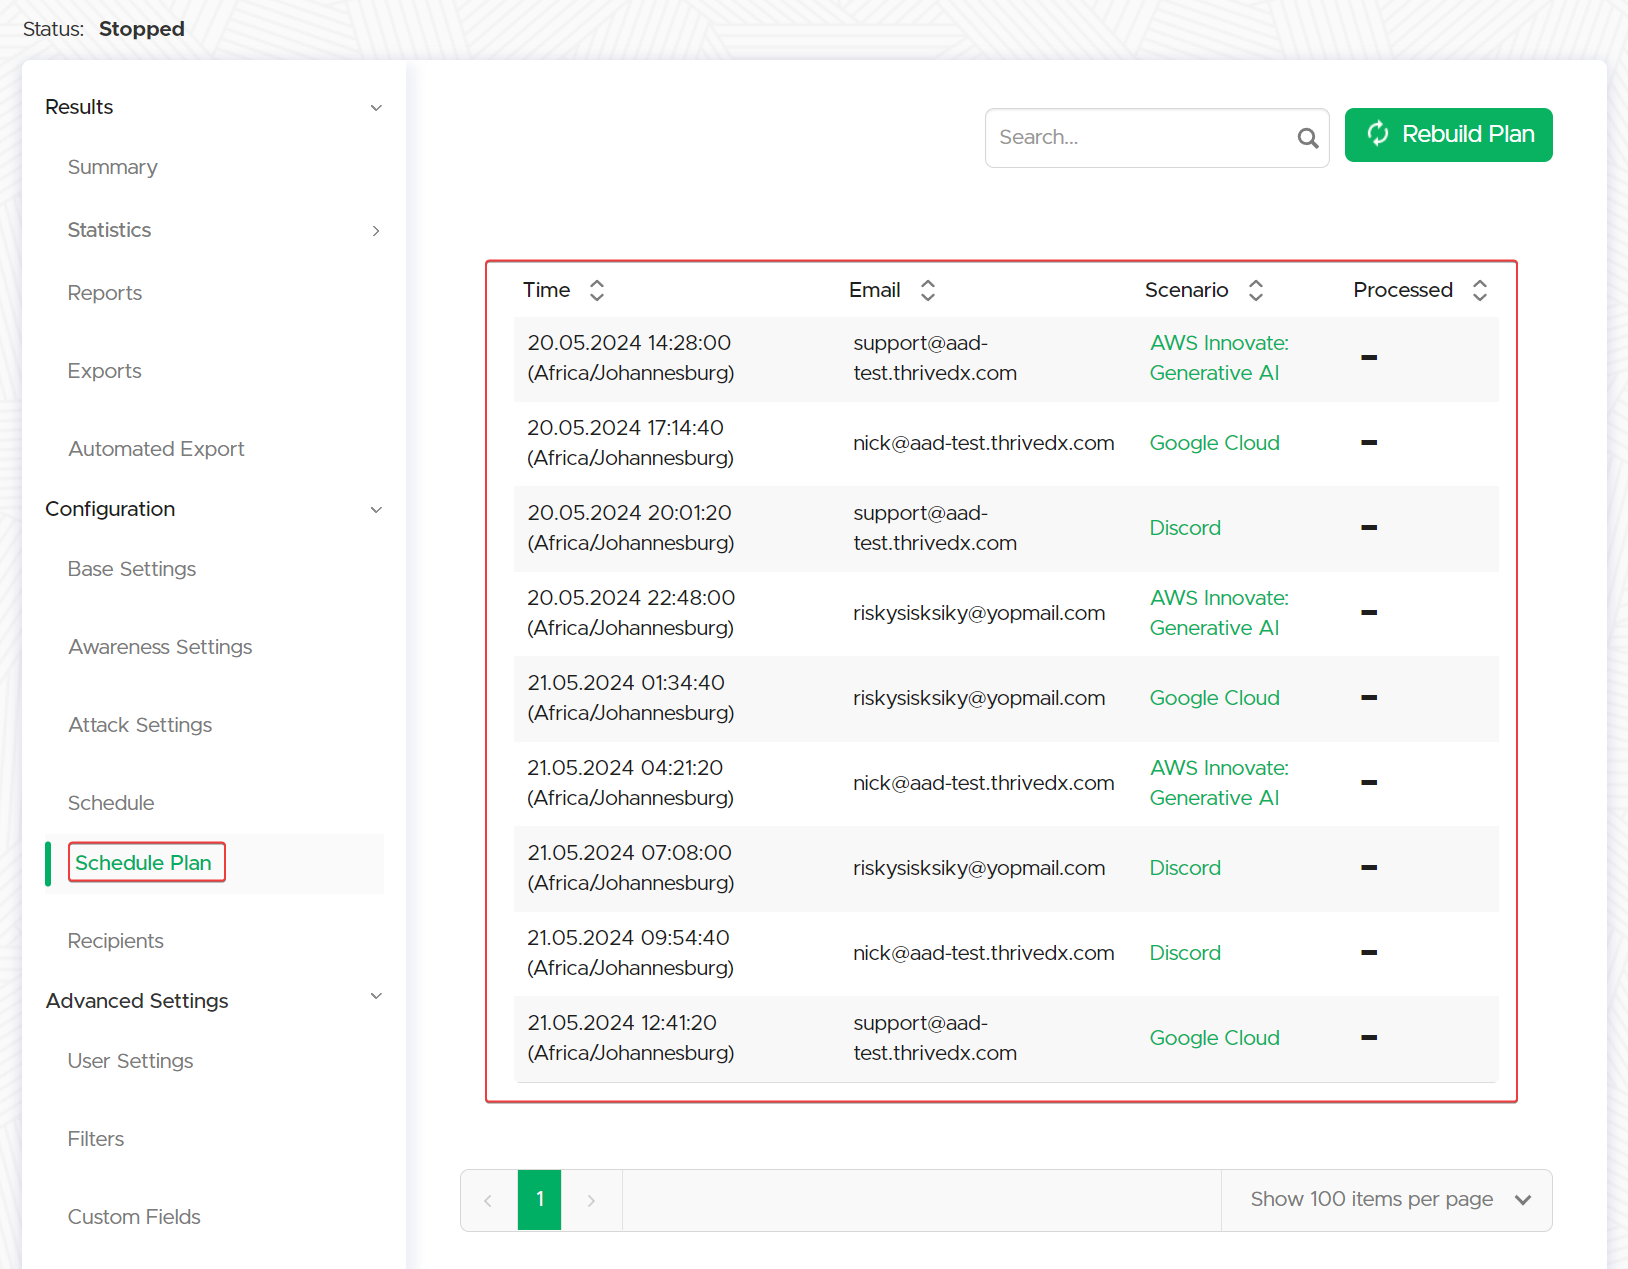 Status: Stopped
Results
Summary
Statistics
Reports
Exports
Automated Export
Configuration
Base Settings
Awareness Settings
Attack Settings
Schedule
Schedule Plan
Recipients
Advanced Settings
User Settings
Filters
Custom Fields
Search...
Rebuild Plan
Time Email Scenario Processed
20.05.2024 14:28:00 support@aad- AWS Innovate:
(Africa/Johannesburg) test.thrivedx.com Generative AI
20.05.2024 17:14:40
(Africa/Johannesburg)
nick@aad-test.thrivedx.com Google Cloud
20.05.2024 20:01:20 support@aad-
(Africa/Johannesburg) test.thrivedx.com
Discord
20.05.2024 22:48:00
(Africa/Johannesburg)
riskysisksiky@yopmail.com
AWS Innovate:
Generative AI
21.05.2024 01:34:40
(Africa/Johannesburg)
riskysisksiky@yopmail.com Google Cloud
21.05.2024 04:21:20
(Africa/Johannesburg)
nick@aad-test.thrivedx.com
AWS Innovate:
Generative AI
21.05.2024 07:08:00
(Africa/Johannesburg)
riskysisksiky@yopmail.com Discord
21.05.2024 09:54:40
(Africa/Johannesburg)
nick@aad-test.thrivedx.com Discord
21.05.2024 12:41:20 support@aad-
(Africa/Johannesburg) test.thrivedx.com
Google Cloud
1
Show 100 items per page